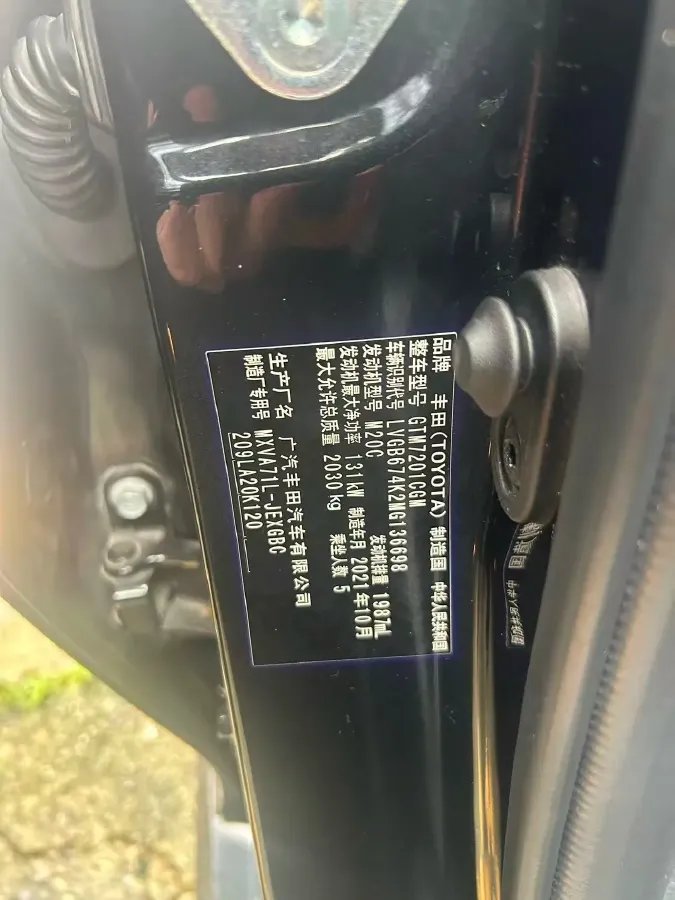 品牌 丰田(TOYOTA) 制造国 中华人民共和国
整车型号 GTM7201CGM
车辆识别代号 LVGB674K2MG136698
发动机型号 M20C 发动机排量 1987mL
发动机最大净功率 131kW 制造年月 2021年10月
最大允许总质量 2030kg 乘坐人数 5
生产厂名 广汽丰田汽车有限公司
制造厂专用号 MXVA71L-JEXGBC
209LA20K120